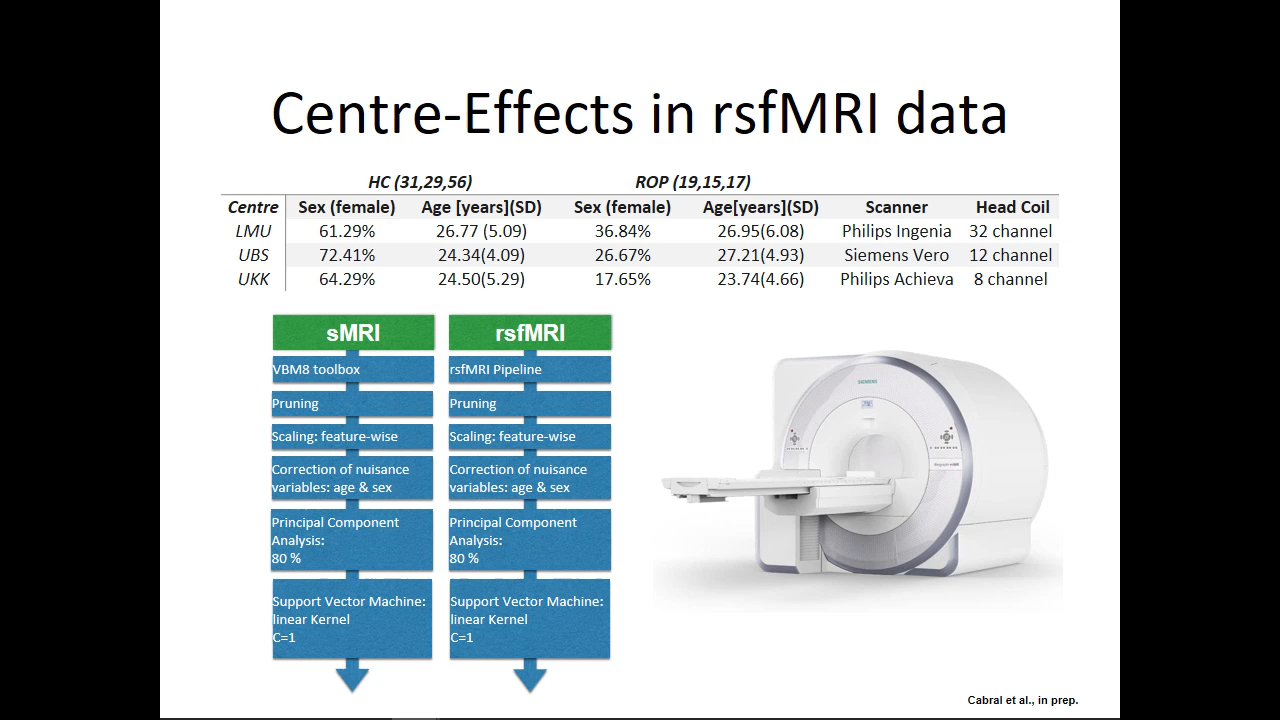 Centre-Effects in rsfMRI data
HC (31,29,56) ROP (19,15,17)
Centre Sex (female) Age [years](SD) Sex (female) Age[years](SD) Scanner Head Coil
LMU 61.29% 26.77 (5.09) 36.84% 26.95(6.08) Philips Ingenia 32 channel
UBS 72.41% 24.34(4.09) 26.67% 27.21(4.93) Siemens Vero 12 channel
UKK 64.29% 24.50(5.29) 17.65% 23.74(4.66) Philips Achieva 8 channel
sMRI
VBM8 toolbox
Pruning
Scaling: feature-wise
Correction of nuisance
variables: age & sex
Principal Component
Analysis:
80 %
Support Vector Machine:
linear Kernel
C=1
rsfMRI
rsfMRI Pipeline
Pruning
Scaling: feature-wise
Correction of nuisance
variables: age & sex
Principal Component
Analysis:
80 %
Support Vector Machine:
linear Kernel
C=1
SIEMENS
Cabral et al., in prep.